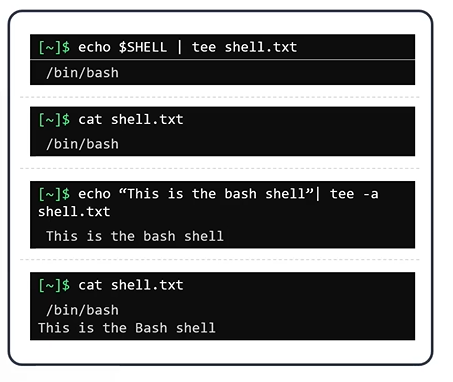 [~]$ echo $SHELL | tee shell.txt
/bin/bash
[~]$ cat shell.txt
/bin/bash
[~]$ echo “This is the bash shell”| tee -a
shell.txt
This is the bash shell
[~]$ cat shell.txt
/bin/bash
This is the Bash shell